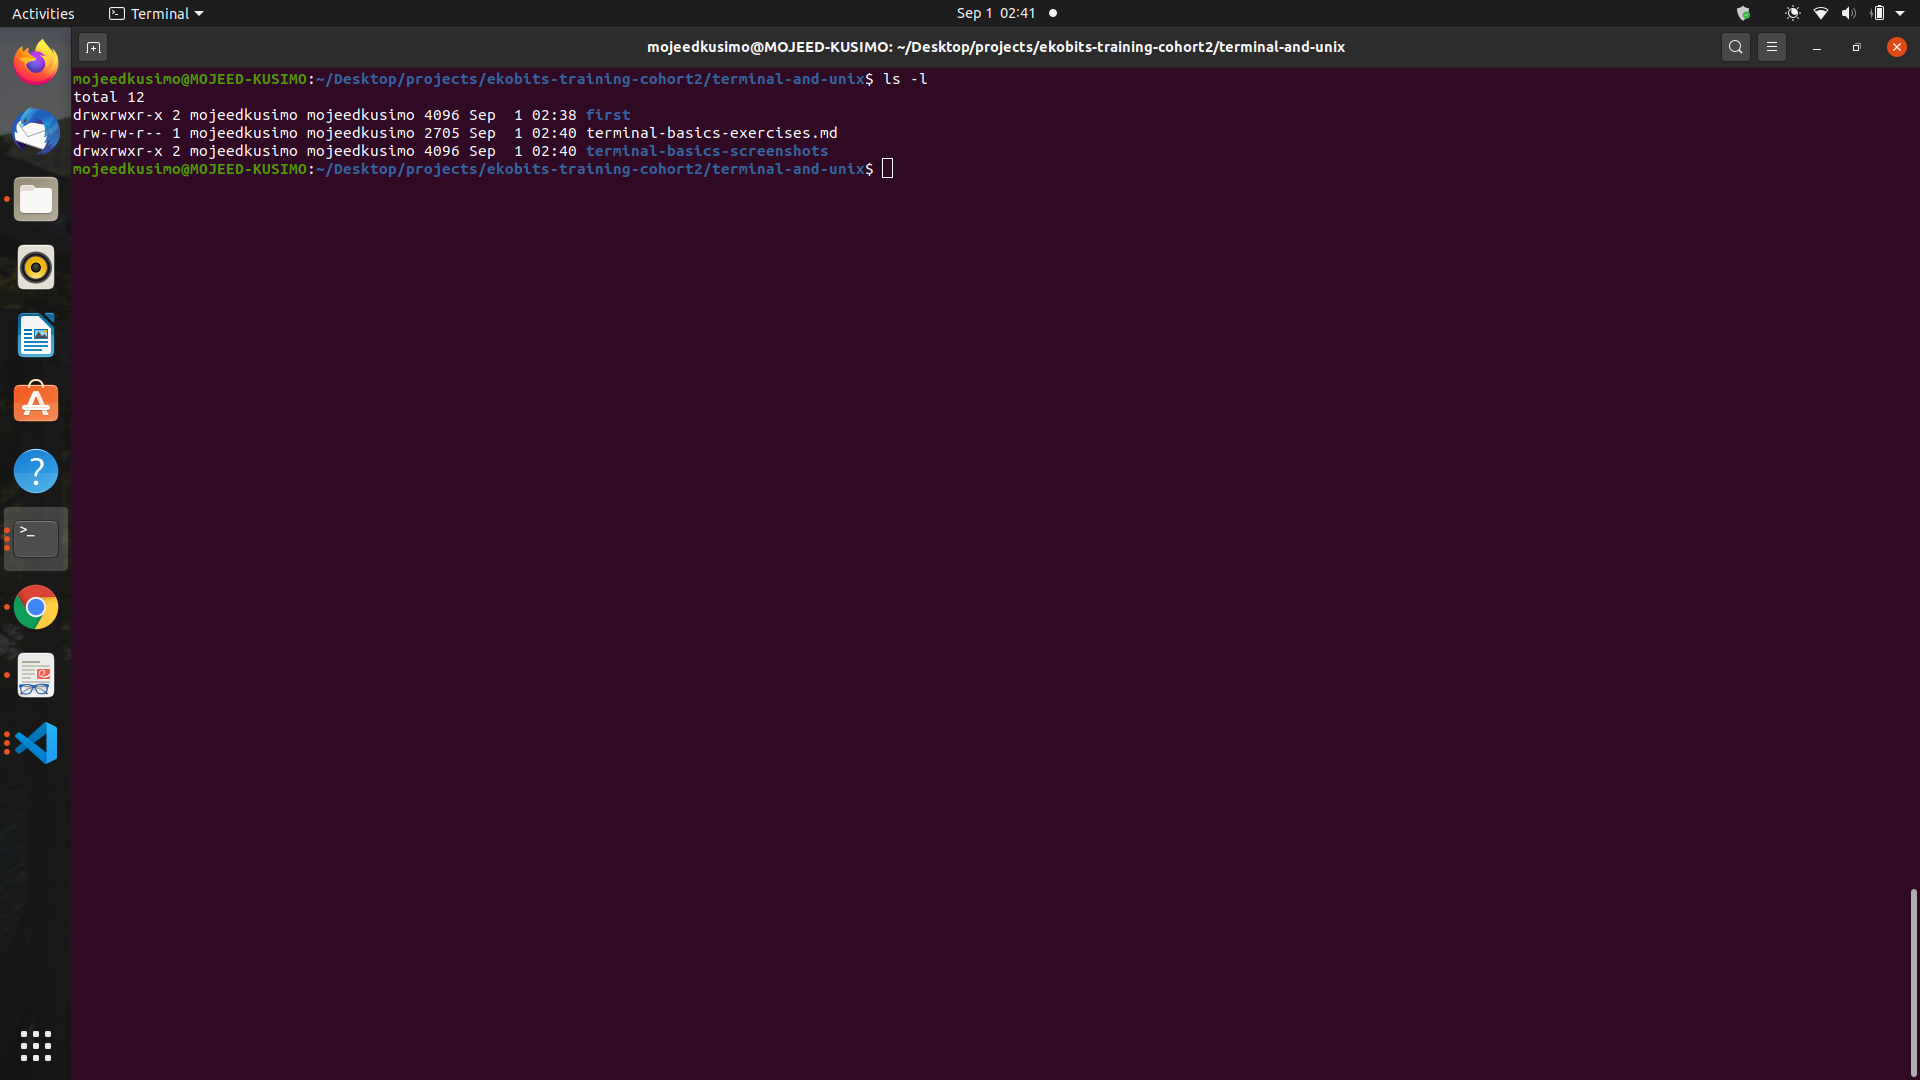 Activities Terminal Sep 1 02:41
mojeedkusimo@MOJEED-KUSIMO: ~/Desktop/projects/ekobits-training-cohort2/terminal-and-unix
mojeedkusimo@MOJEED-KUSIMO:~/Desktop/projects/ekobits-training-cohort2/terminal-and-unix$ ls -l
total 12
drwxrwxr-x 2 mojeedkusimo mojeedkusimo 4096 Sep  1 02:38 first
-rw-rw-r-- 1 mojeedkusimo mojeedkusimo 2705 Sep  1 02:40 terminal-basics-exercises.md
drwxrwxr-x 2 mojeedkusimo mojeedkusimo 4096 Sep  1 02:40 terminal-basics-screenshots
mojeedkusimo@MOJEED-KUSIMO:~/Desktop/projects/ekobits-training-cohort2/terminal-and-unix$